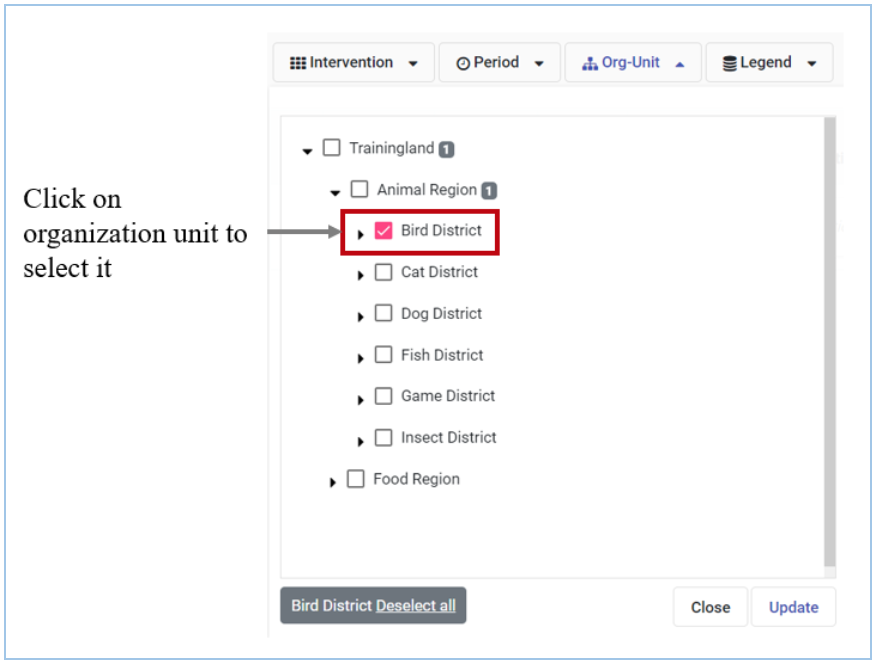 Intervention Period Org-Unit Legend
Trainingland 1
Animal Region 1
Click on
organization unit to
select it
Bird District
Cat District
Dog District
Fish District
Game District
Insect District
Food Region
Bird District Deselect all
Close Update